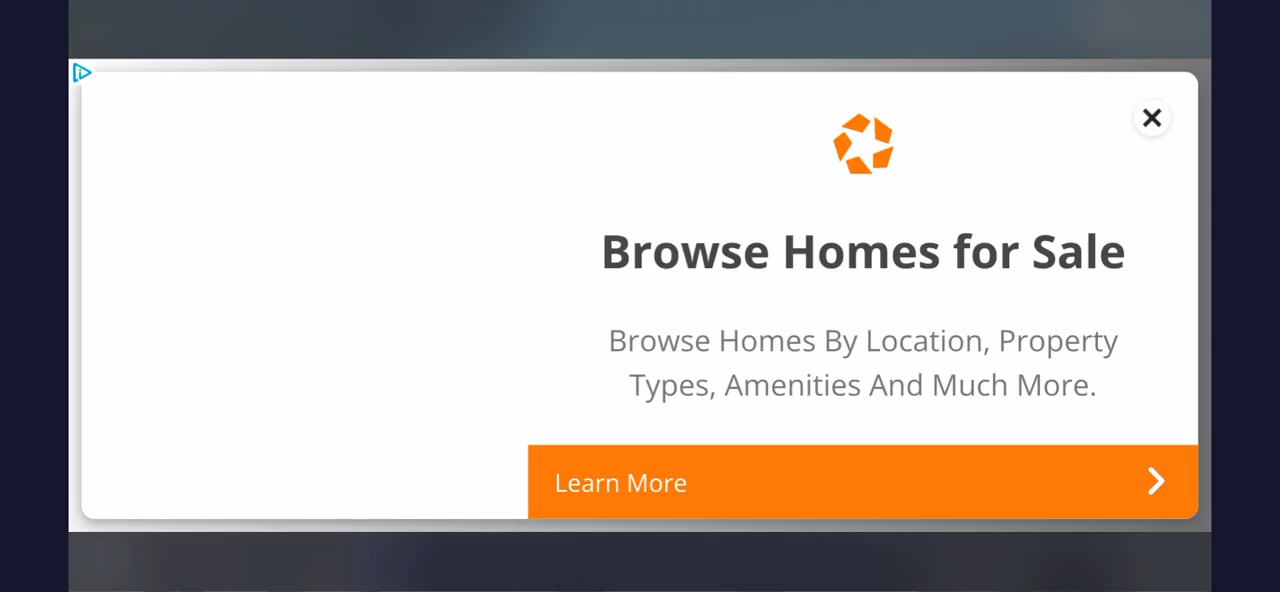 Browse Homes for Sale
Browse Homes By Location, Property
Types, Amenities And Much More.
Learn More